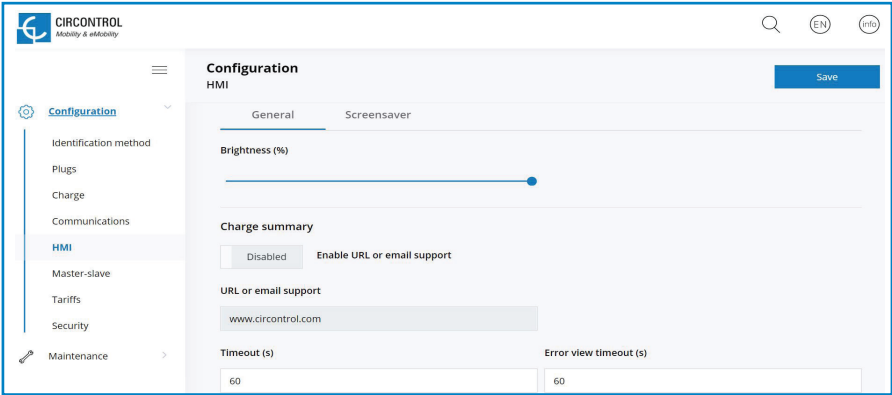 CIRCONTROL
Mobility & eMobility
EN
info
Configuration
HMI
Save
Configuration
Identification method
Plugs
Charge
Communications
HMI
Master-slave
Tariffs
Security
Maintenance
General Screensaver
Brightness (%)
Charge summary
Disabled Enable URL or email support
URL or email support
www.circontrol.com
Timeout (s) Error view timeout (s)
60 60